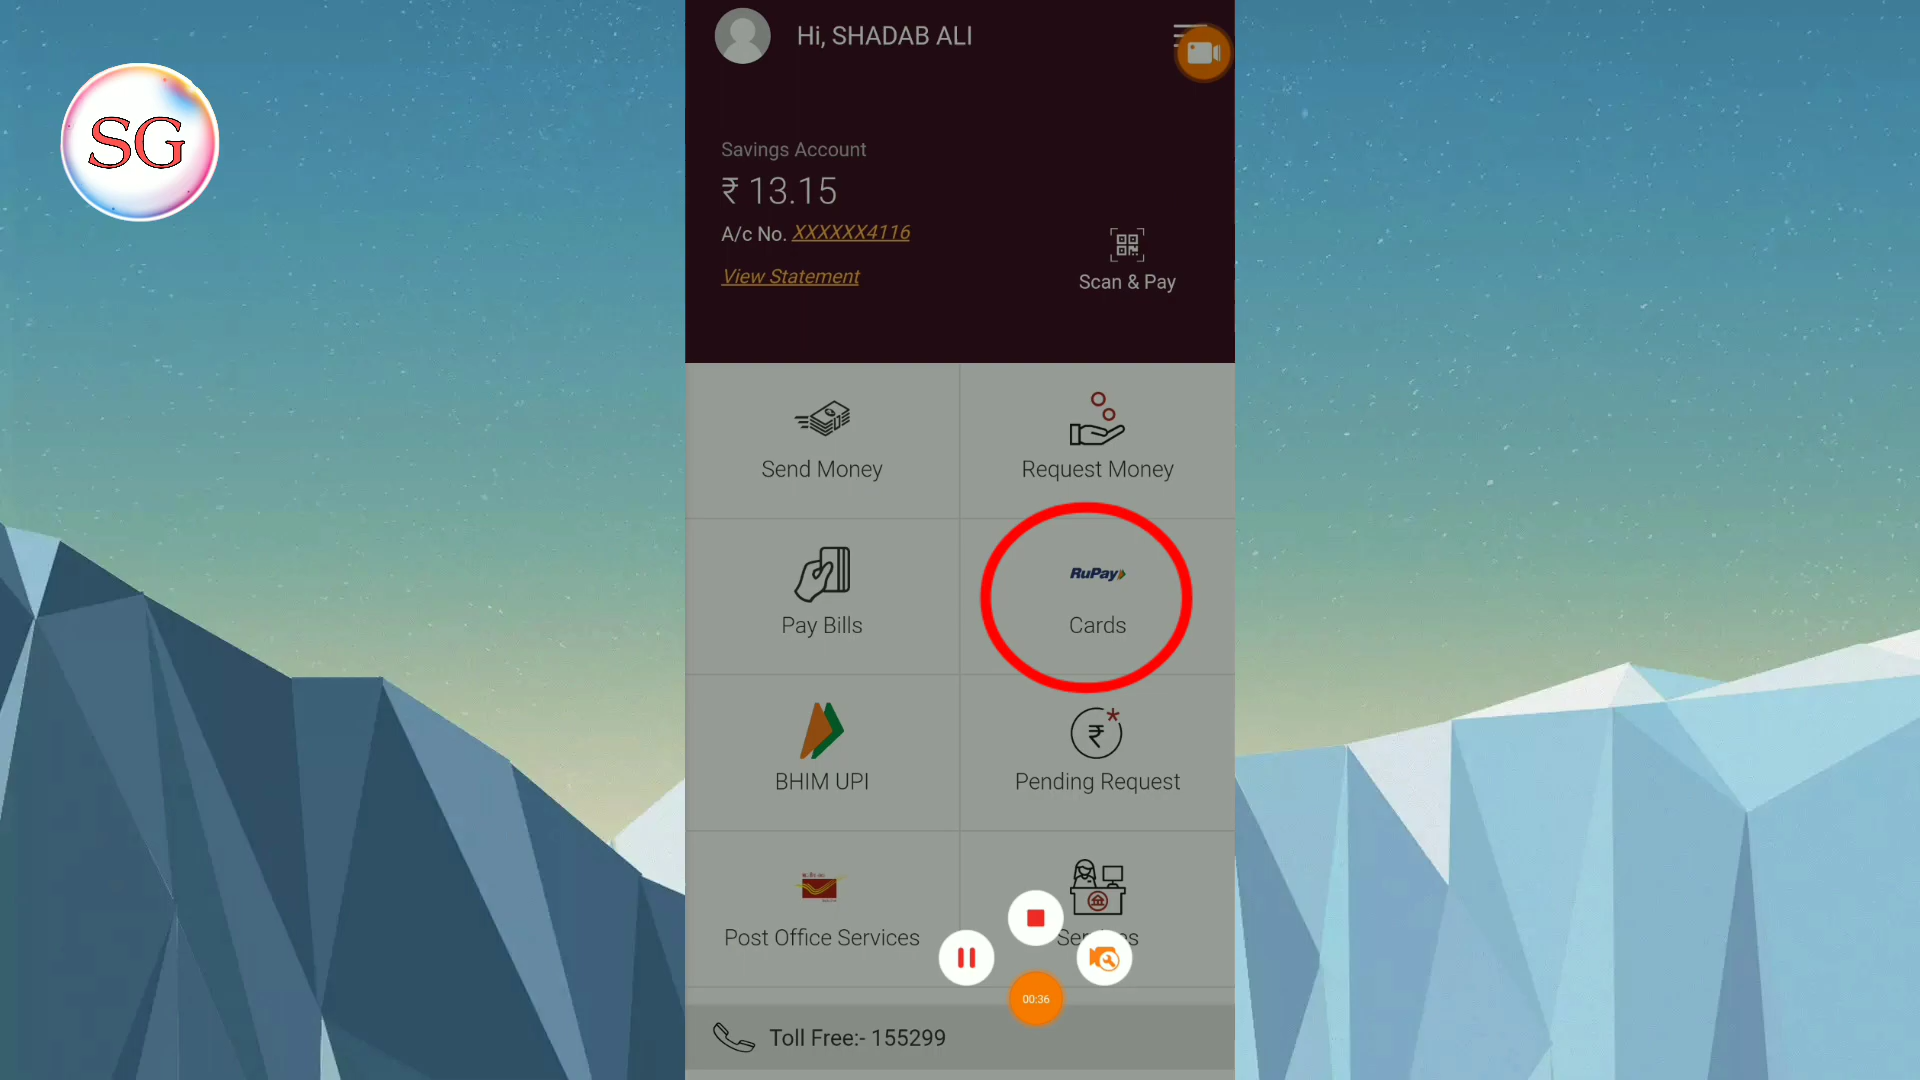 SG
Hi, SHADAB ALI
Savings Account
₹ 13.15
A/c No. XXXXXX4116
View Statement
Scan & Pay
Send Money
Request Money
Pay Bills
RuPay
Cards
BHIM UPI
₹*
Pending Request
Post Office Services
00:36
Toll Free:- 155299